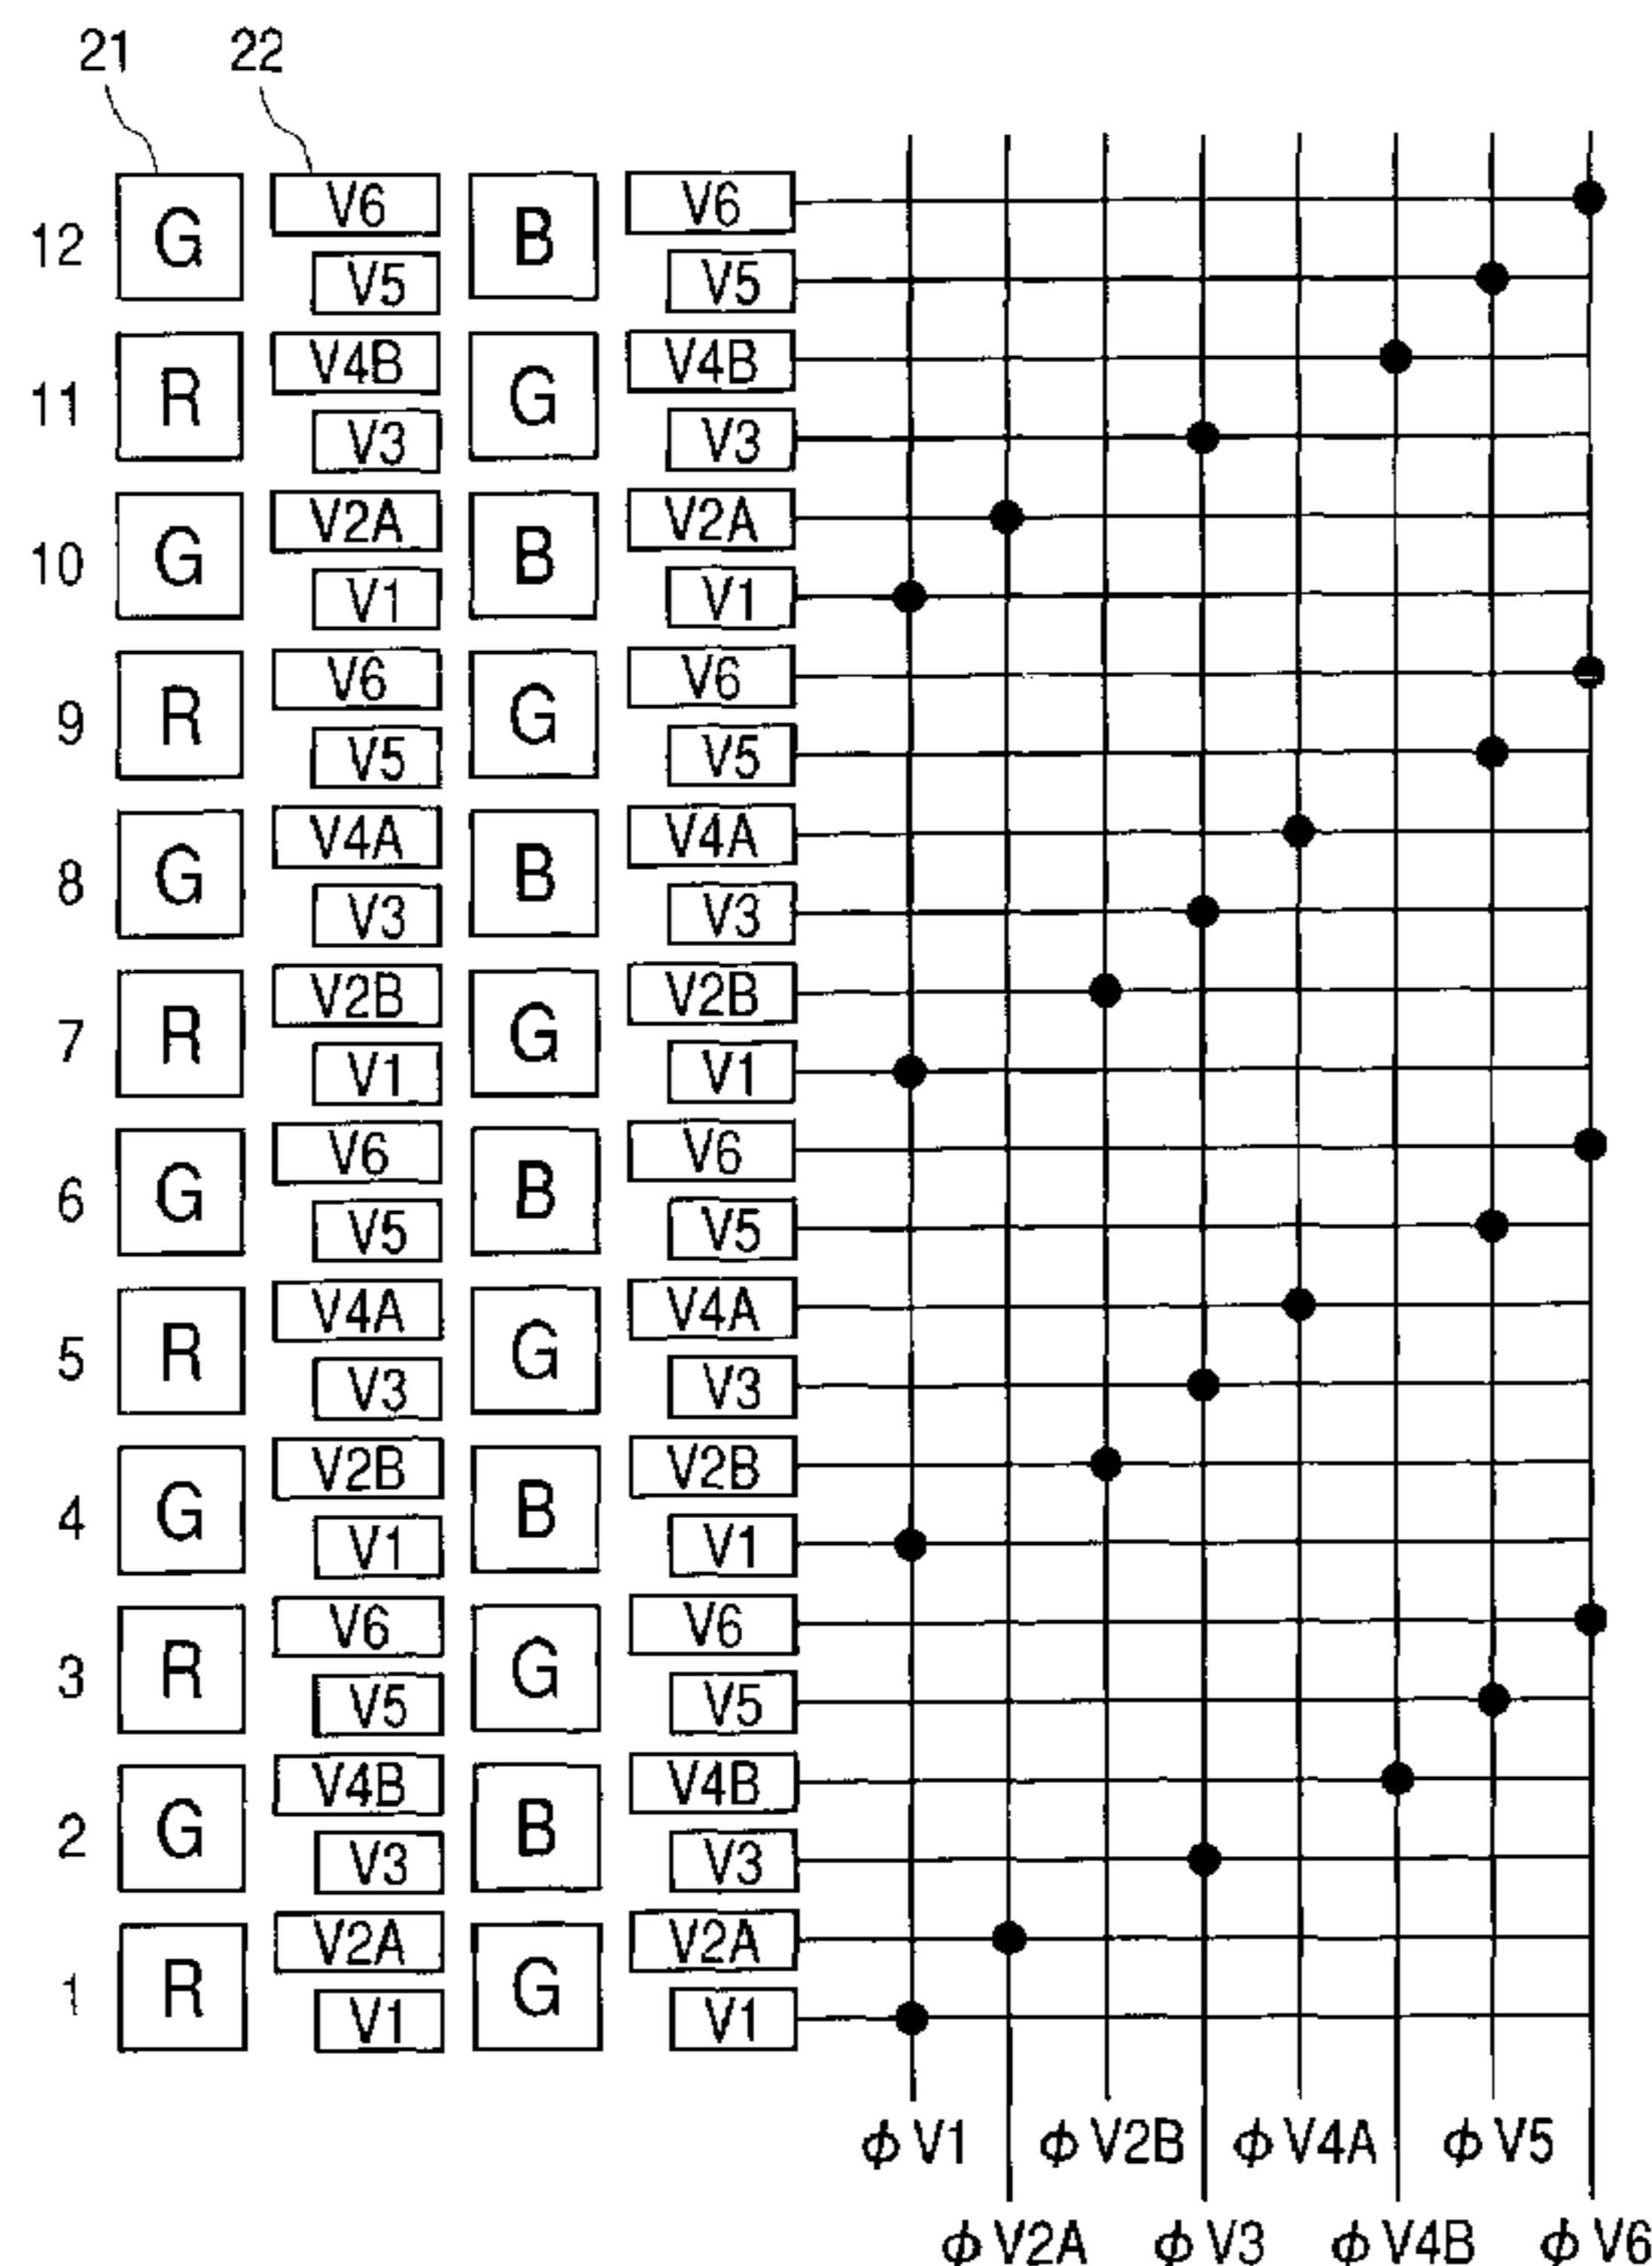 21 22
12 G V6 B V6
V5 V5
11 R V4B G V4B
V3 V3
10 G V2A B V2A
V1 V1
9 R V6 G V6
V5 V5
8 G V4A B V4A
V3 V3
7 R V2B G V2B
V1 V1
6 G V6 B V6
V5 V5
5 R V4A G V4A
V3 V3
4 G V2B B V2B
V1 V1
3 R V6 G V6
V5 V5
2 G V4B B V4B
V3 V3
1 R V2A G V2A
V1 V1
ϕV1 ϕV2B ϕV4A ϕV5
ϕV2A ϕV3 ϕV4B ϕV6